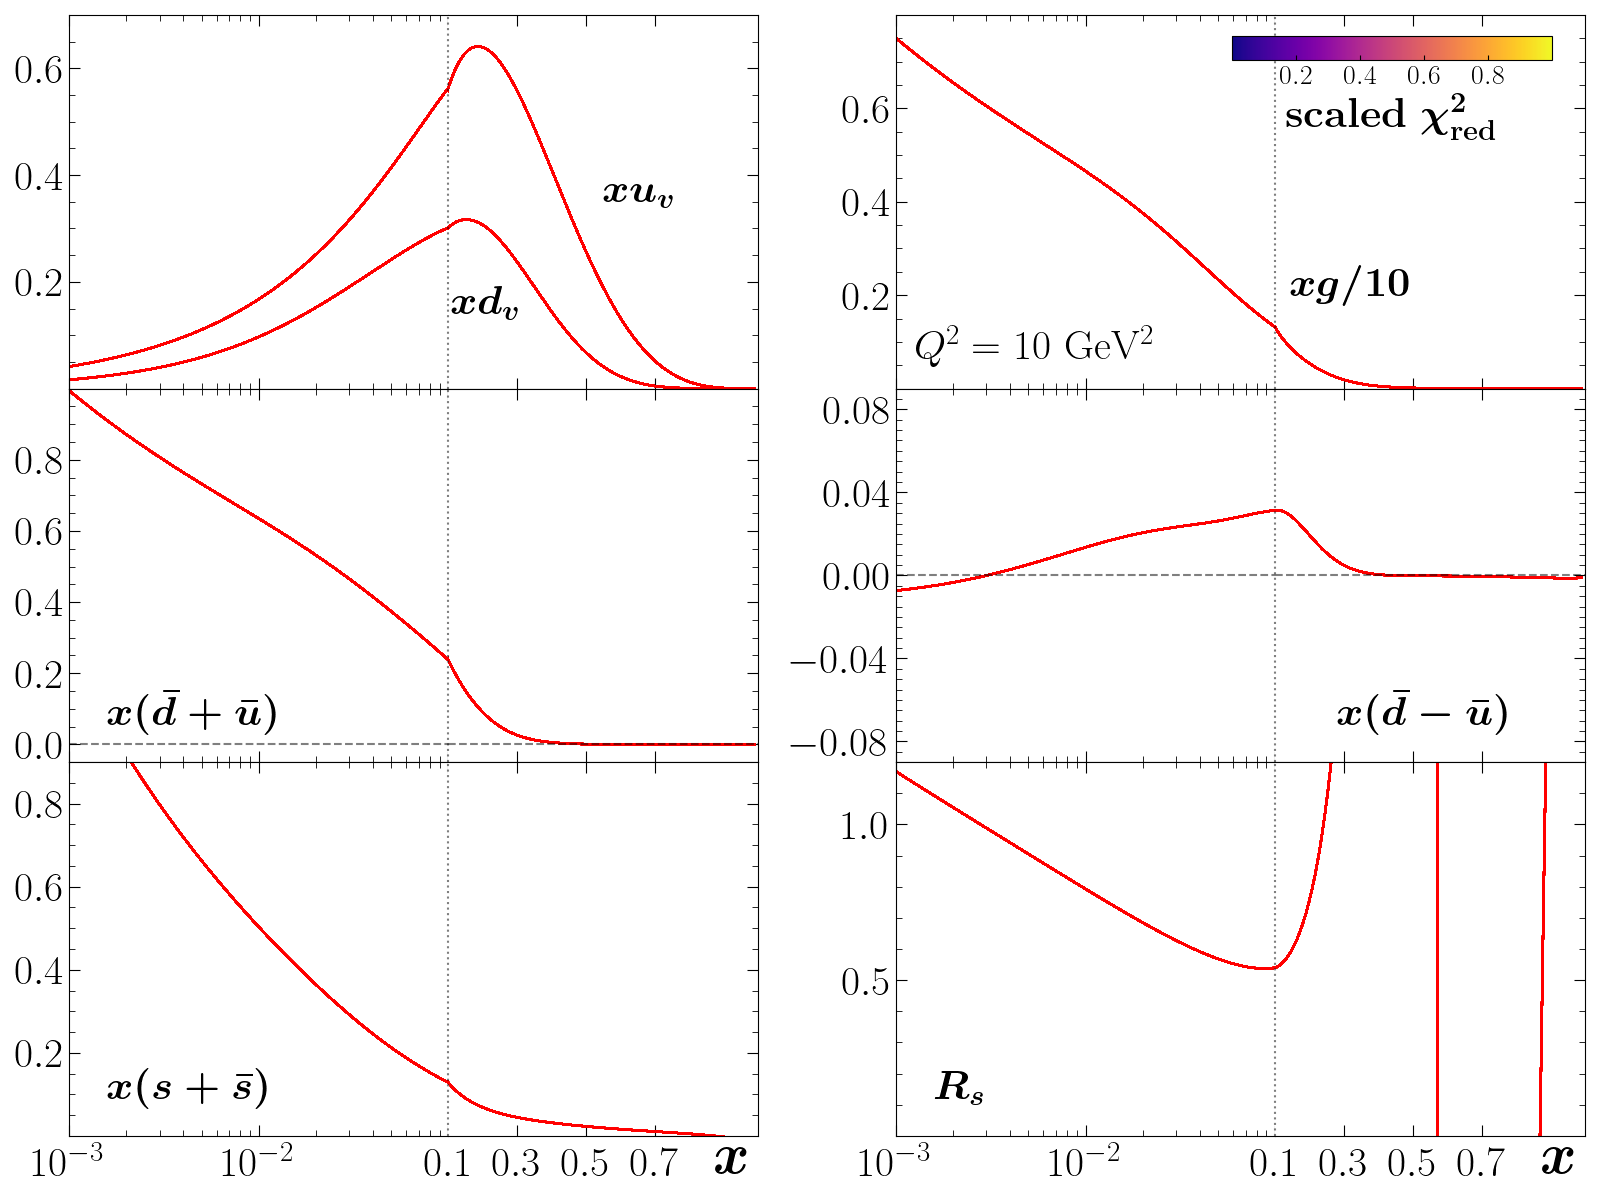 0.6
0.4
0.2
xu_v
xd_v
0.6
0.4
0.2
0.2 0.4 0.6 0.8
scaled χ²_red
xg/10
Q² = 10 GeV²
0.8
0.6
0.4
0.2
0.0
x(d̄ + ū)
0.08
0.04
0.00
−0.04
−0.08
x(d̄ − ū)
0.8
0.6
0.4
0.2
x(s + s̄)
10⁻³ 10⁻² 0.1 0.3 0.5 0.7 x
1.0
0.5
R_s
10⁻³ 10⁻² 0.1 0.3 0.5 0.7 x